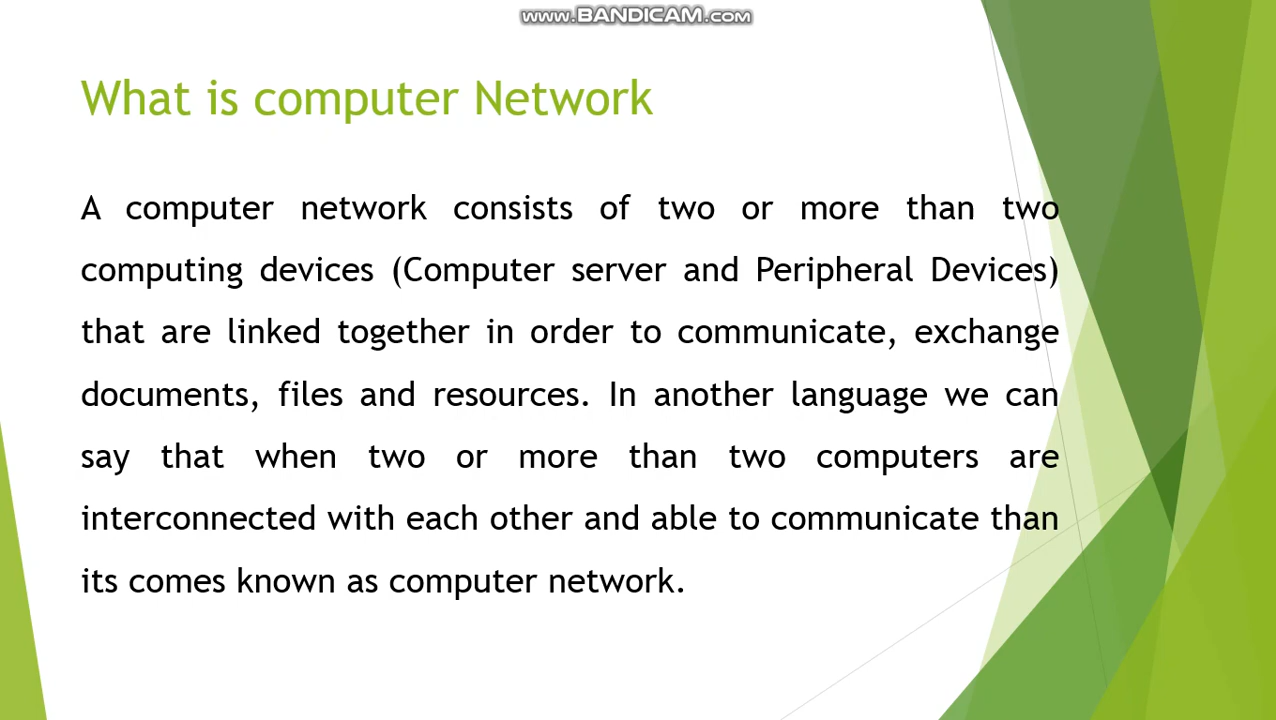 www.BANDICAM.com
What is computer Network
A computer network consists of two or more than two
computing devices (Computer server and Peripheral Devices)
that are linked together in order to communicate, exchange
documents, files and resources. In another language we can
say that when two or more than two computers are
interconnected with each other and able to communicate than
its comes known as computer network.